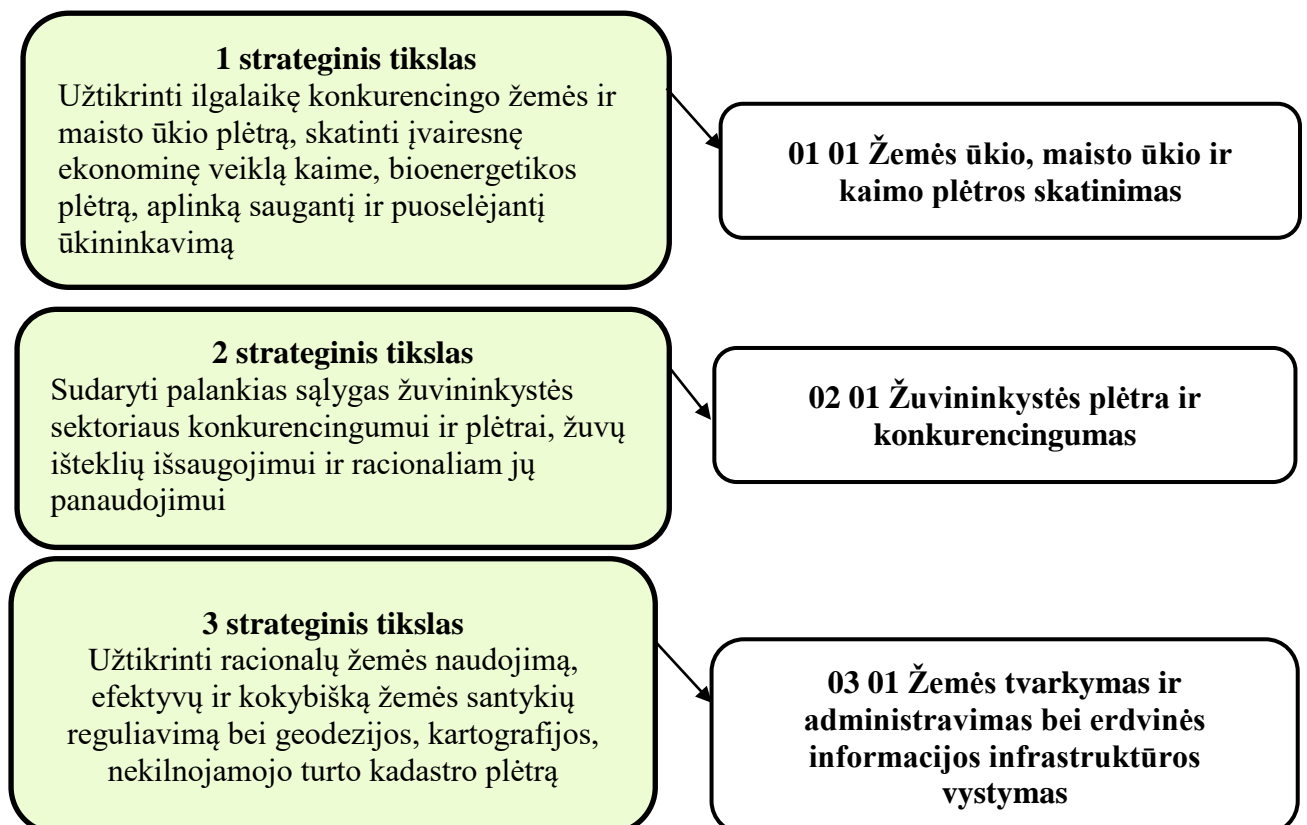 1 strateginis tikslas
Užtikrinti ilgalaikę konkurencingo žemės ir
maisto ūkio plėtrą, skatinti įvairesnę
ekonominę veiklą kaime, bioenergetikos
plėtrą, aplinką saugantį ir puoselėjantį
ūkininkavimą
01 01 Žemės ūkio, maisto ūkio ir
kaimo plėtros skatinimas
2 strateginis tikslas
Sudaryti palankias sąlygas žuvininkystės
sektoriaus konkurencingumui ir plėtrai, žuvų
išteklių išsaugojimui ir racionaliam jų
panaudojimui
02 01 Žuvininkystės plėtra ir
konkurencingumas
3 strateginis tikslas
Užtikrinti racionalų žemės naudojimą,
efektyvų ir kokybišką žemės santykių
reguliavimą bei geodezijos, kartografijos,
nekilnojamojo turto kadastro plėtrą
03 01 Žemės tvarkymas ir
administravimas bei erdvinės
informacijos infrastruktūros
vystymas